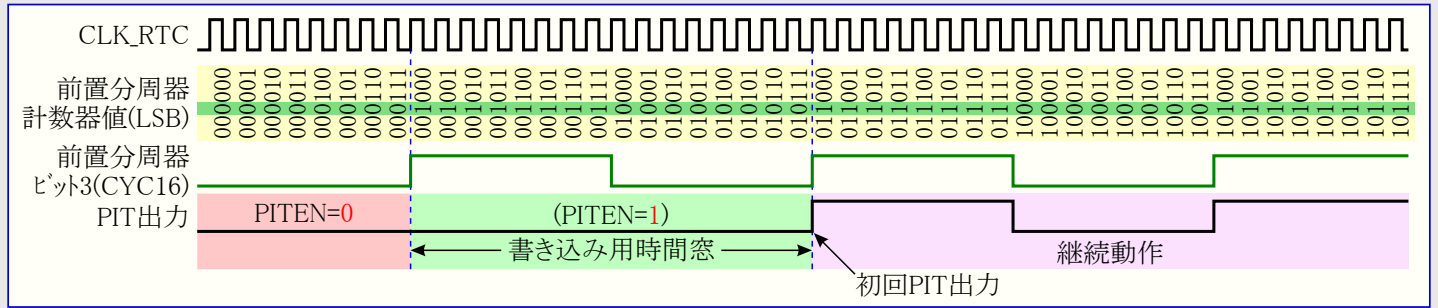 CLK_RTC
前置分周器
計数器値(LSB)
000000 000001 000010 000011 000100 000101 000110 000111 001000 001001 001010 001011 001100 001101 001110 001111 010000 010001 010010 010011 010100 010101 010110 010111 011000 011001 011010 011011 011100 011101 011110 011111 100000 100001 100010 100011 100100 100101 100110 100111 101000 101001 101010 101011 101100 101101 101110 101111
前置分周器
ﾋﾞｯﾄ3(CYC16)
PIT出力 PITEN=0 (PITEN=1)
書き込み用時間窓 継続動作
初回PIT出力